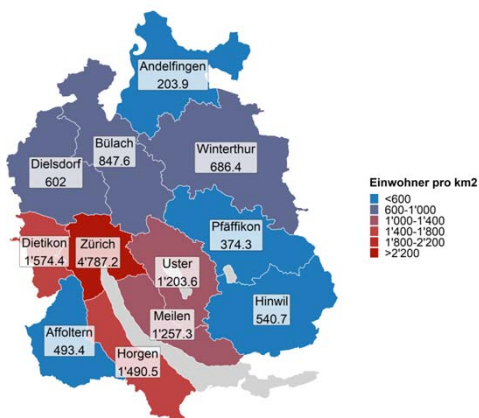 Andelfingen
203.9
Bülach
847.6
Winterthur
686.4
Dielsdorf
602
Pfäffikon
374.3
Dietikon
1'574.4
Zürich
4'787.2
Uster
1'203.6
Hinwil
540.7
Meilen
1'257.3
Affoltern
493.4
Horgen
1'490.5
Einwohner pro km2
<600
600-1'000
1'000-1'400
1'400-1'800
1'800-2'200
>2'200